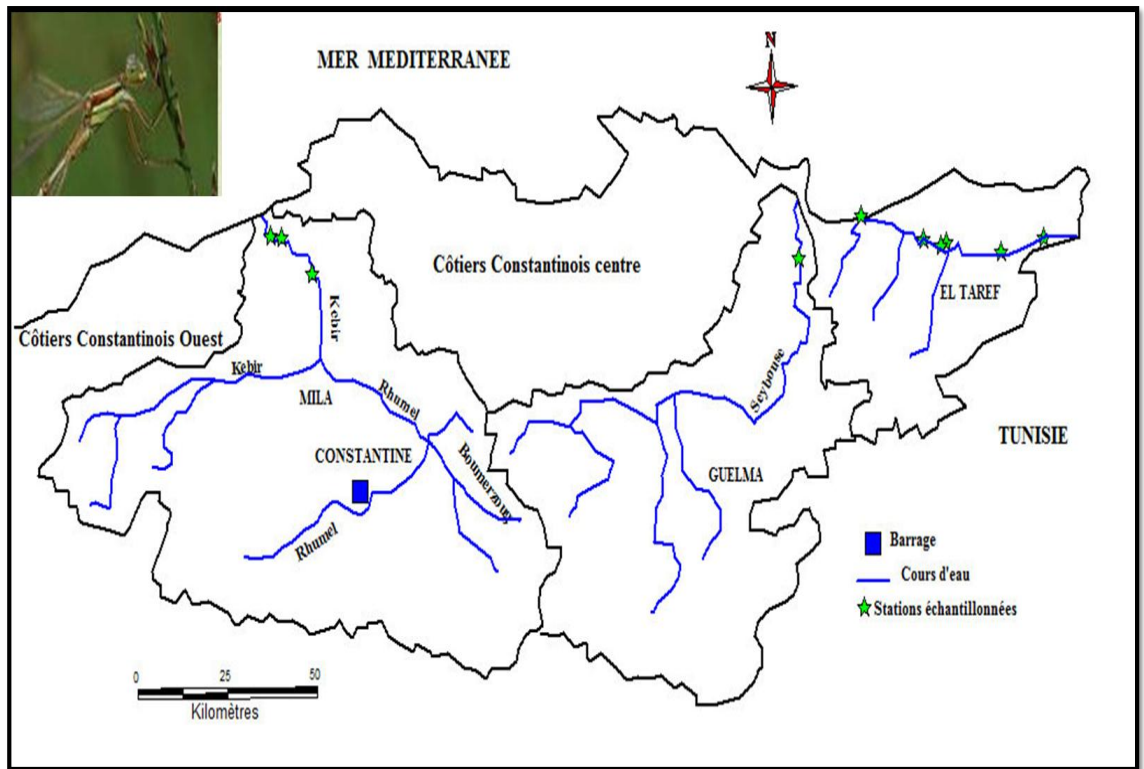 MER MEDITERRANEE
N
Côtiers Constantinois centre
Côtiers Constantinois Ouest
EL TAREF
Kebir
Kebir
MILA
Rhumel
Seybouse
TUNISIE
CONSTANTINE
Boumerzoug
GUELMA
Rhumel
Barrage
Cours d'eau
Stations échantillonnées
0 25 50
Kilomètres